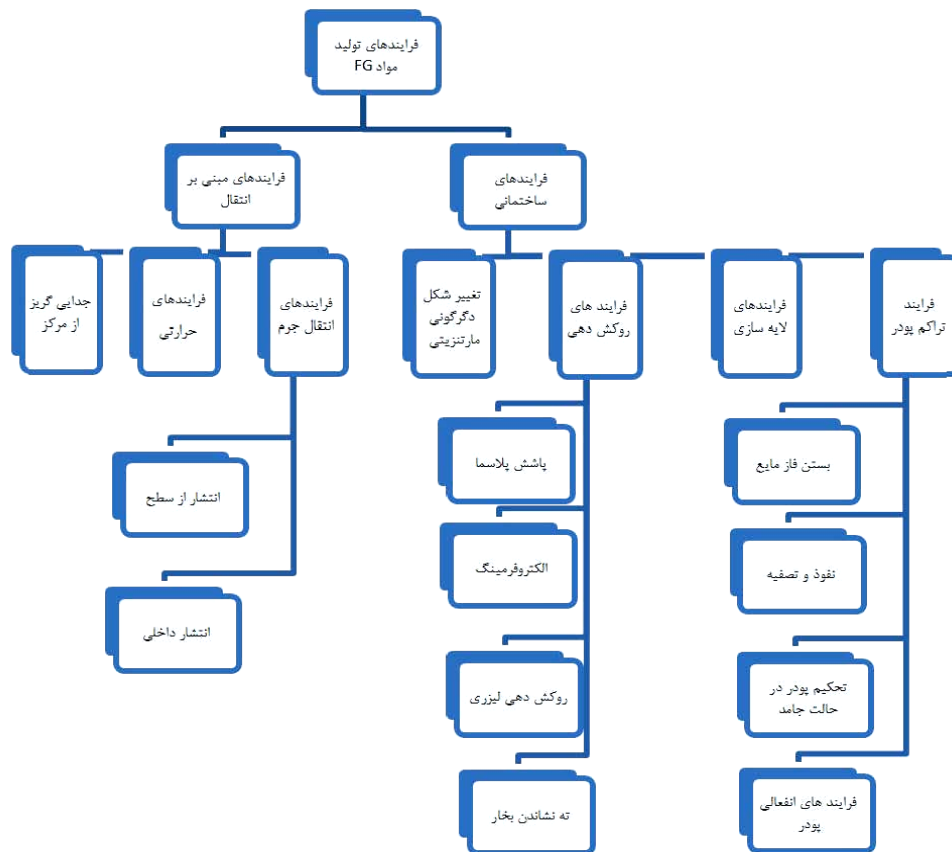 فرایندهای تولید
مواد FG
فرایندهای
ساختمانی
فرایندهای مبنی بر
انتقال
فرایند
تراکم پودر
فرایندهای
لایه سازی
فرایند های
روکش دهی
تغییر شکل
دگرگونی
مارتنزیتی
فرایندهای
انتقال جرم
فرایندهای
حرارتی
جدایی گریز
از مرکز
بستن فاز مایع
نفوذ و تصفیه
تحکیم پودر در
حالت جامد
فرایند های انفعالی
پودر
پاشش پلاسما
الکتروفرمینگ
روکش دهی لیزری
ته نشاندن بخار
انتشار از سطح
انتشار داخلی